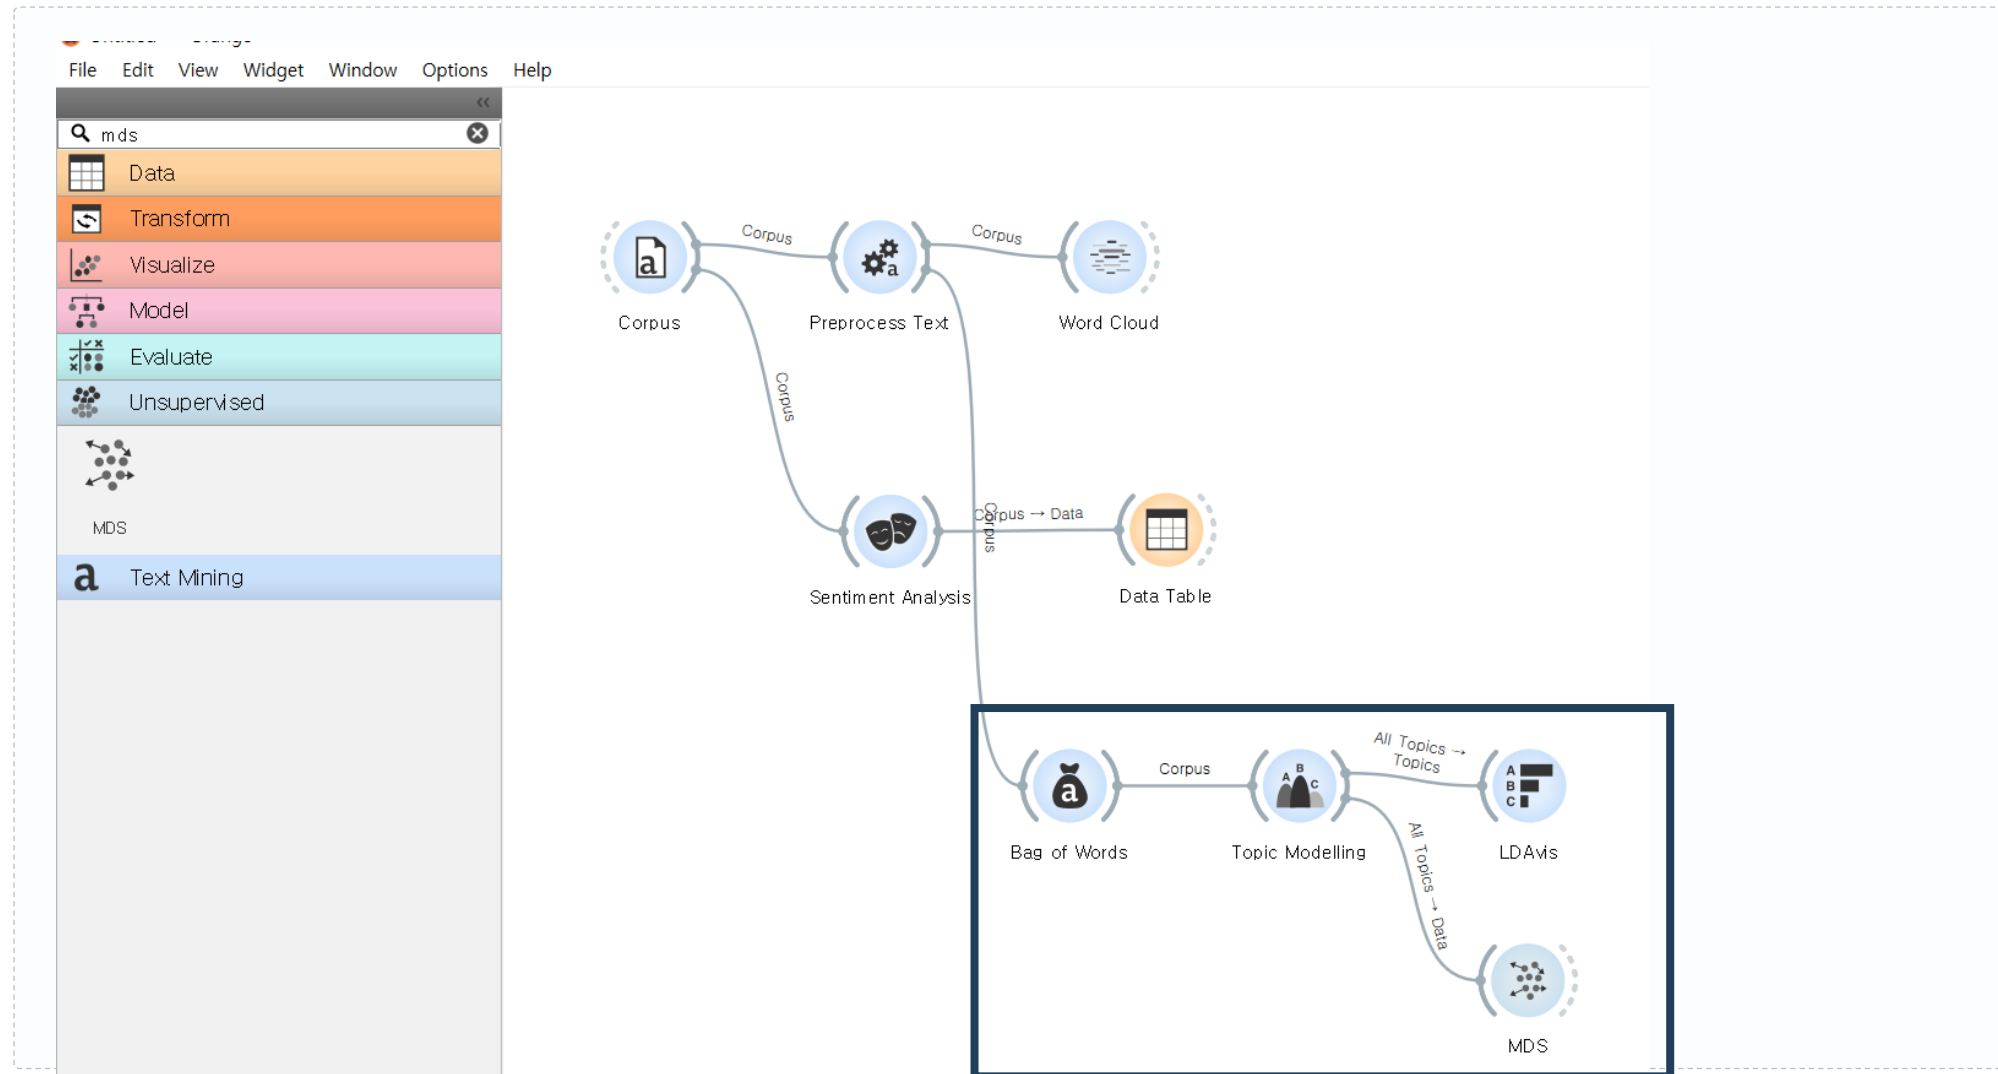 File Edit View Widget Window Options Help
mds
Data
Transform
Visualize
Model
Evaluate
Unsupervised
MDS
a Text Mining
Corpus
Corpus
a
a
Corpus
Preprocess Text
Word Cloud
Corpus
Corpus → Data
Corpus
Sentiment Analysis
Data Table
All Topics →
Topics
Corpus
a
A B C
A
B
C
Bag of Words
Topic Modelling
LDAvis
All Topics → Data
MDS